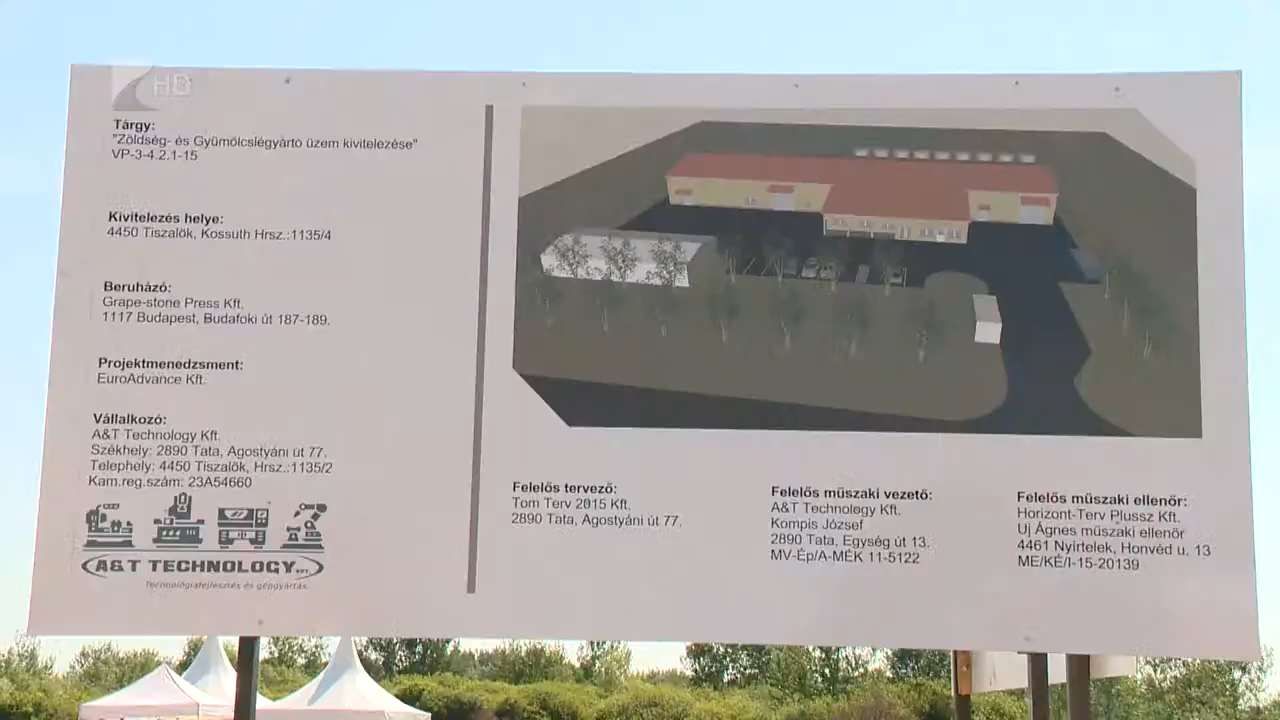 HD
Tárgy:
"Zöldség- és Gyümölcslégyártó üzem kivitelezése"
VP-3-4.2.1-15
Kivitelezés helye:
4450 Tiszalök, Kossuth Hrsz.:1135/4
Beruházó:
Grape-stone Press Kft.
1117 Budapest, Budafoki út 187-189.
Projektmenedzsment:
EuroAdvance Kft.
Vállalkozó:
A&T Technology Kft.
Székhely: 2890 Tata, Agostyáni út 77.
Telephely: 4450 Tiszalök, Hrsz.:1135/2
Kam.reg.szám: 23A54660
A&T TECHNOLOGY KFT.
Technológiafejlesztés és gépgyártás.
Felelős tervező:
Tom Terv 2015 Kft.
2890 Tata, Agostyáni út 77.
Felelős műszaki vezető:
A&T Technology Kft.
Kompis József
2890 Tata, Egység út 13.
MV-Ép/A-MÉK 11-5122
Felelős műszaki ellenőr:
Horizont-Terv Plussz Kft.
Uj Ágnes műszaki ellenőr
4461 Nyírtelek, Honvéd u. 13
ME/KÉ/I-15-20139